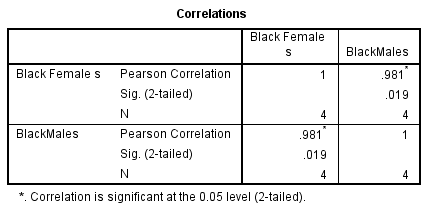 Correlations
Black Female
s BlackMales
Black Female s Pearson Correlation 1 .981*
Sig. (2-tailed) .019
N 4 4
BlackMales Pearson Correlation .981* 1
Sig. (2-tailed) .019
N 4 4
*. Correlation is significant at the 0.05 level (2-tailed).